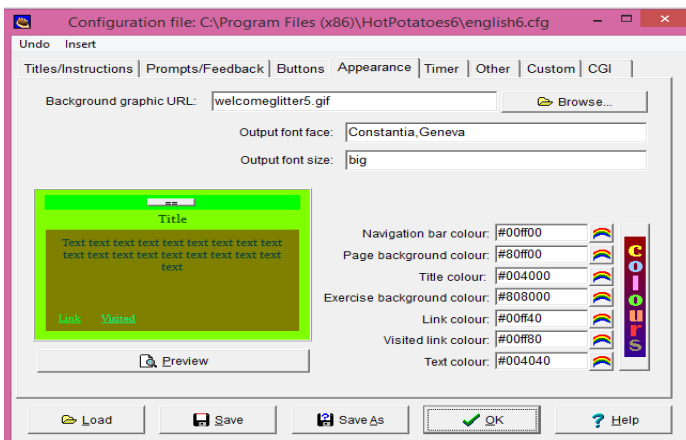 Configuration file: C:\Program Files (x86)\HotPotatoes6\english6.cfg
Undo Insert
Titles/Instructions Prompts/Feedback Buttons Appearance Timer Other Custom CGI
Background graphic URL: welcomeglitter5.gif Browse...
Output font face: Constantia,Geneva
Output font size: big
==
Title
Text text text text text text text text text
text text text text text text text text text
text
Link Visited
Preview
Navigation bar colour: #00ff00
Page background colour: #80ff00
Title colour: #004000
Exercise background colour: #808000
Link colour: #00ff40
Visited link colour: #00ff80
Text colour: #004040
colours
Load Save Save As OK Help